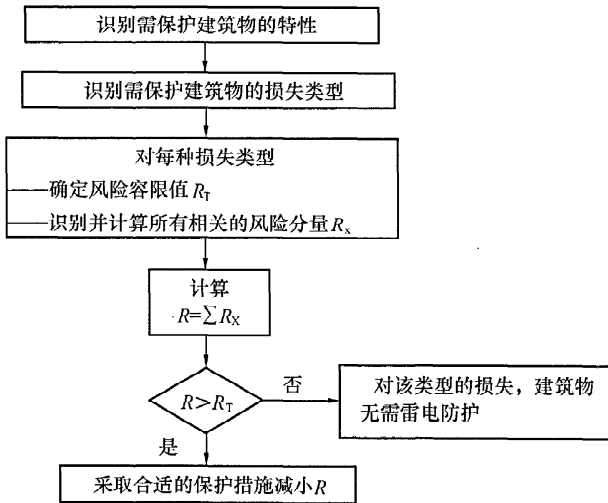 识别需保护建筑物的特性
识别需保护建筑物的损失类型
对每种损失类型
——确定风险容限值 R_T
——识别并计算所有相关的风险分量 R_x
计算
R=∑R_X
R>R_T
否
对该类型的损失，建筑物
无需雷电防护
是
采取合适的保护措施减小 R